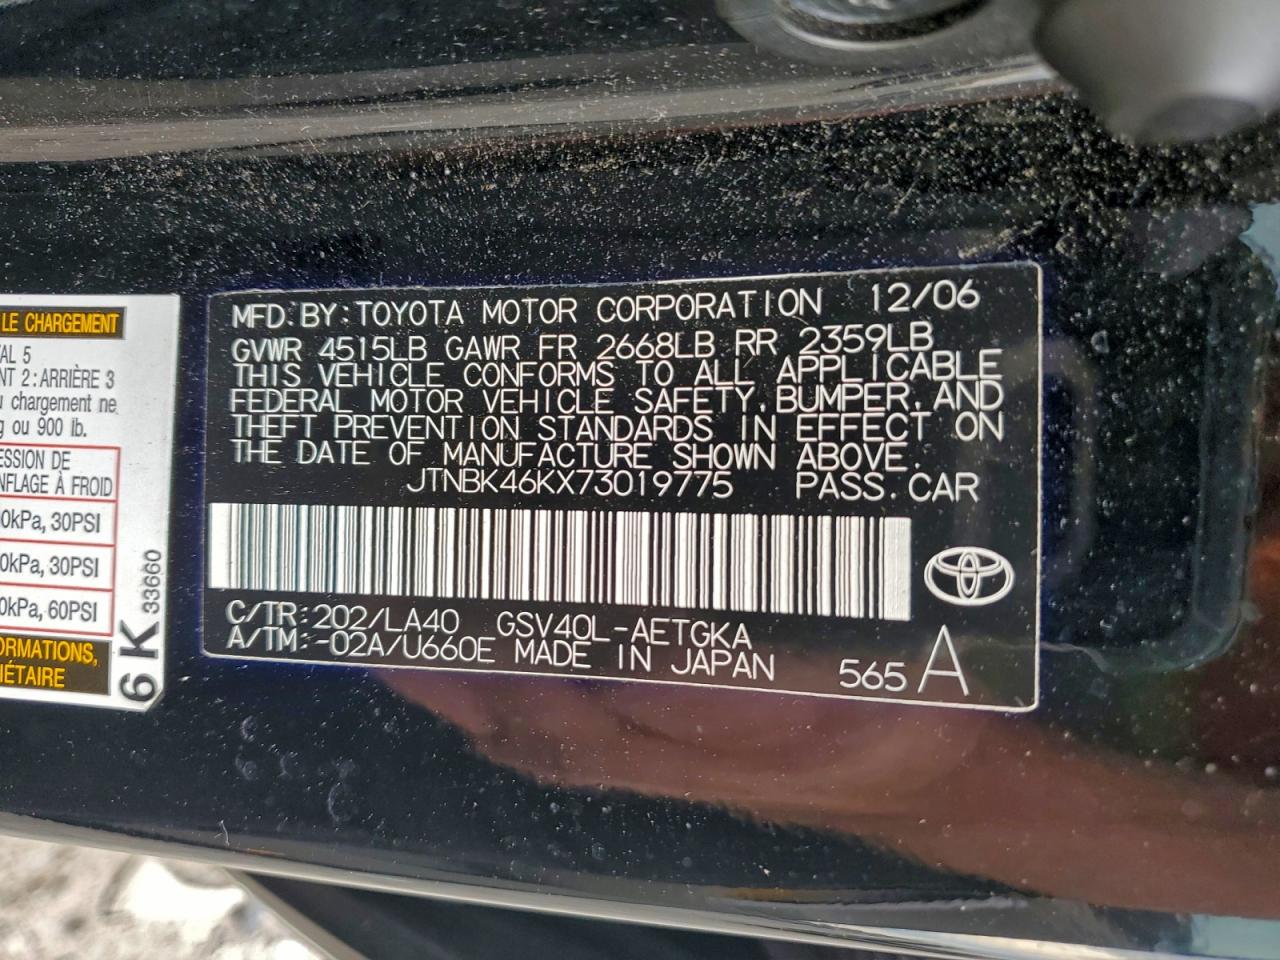 LE CHARGEMENT
AL 5
NT 2 : ARRIÈRE 3
chargement ne
ou 900 lb.
ESSION DE
NFLAGE À FROID
0kPa, 30PSI
0kPa, 30PSI
0kPa, 60PSI
ORMATIONS,
IÉTAIRE
6K 33660
MFD. BY: TOYOTA MOTOR CORPORATION 12/06
GVWR 4515LB GAWR FR 2668LB RR 2359LB
THIS VEHICLE CONFORMS TO ALL APPLICABLE
FEDERAL MOTOR VEHICLE SAFETY, BUMPER, AND
THEFT PREVENTION STANDARDS IN EFFECT ON
THE DATE OF MANUFACTURE SHOWN ABOVE.
JTNBK46KX73019775 PASS. CAR
C/TR: 202/LA40 GSV40L-AETGKA
A/TM: -02A/U660E MADE IN JAPAN 565 A